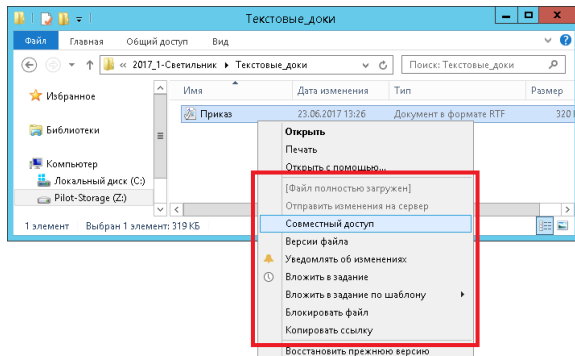 Текстовые_доки
Файл Главная Общий доступ Вид
« 2017_1-Светильник ▸ Текстовые_доки Поиск: Текстовые_доки
Имя Дата изменения Тип Размер
Избранное
Приказ 23.06.2017 13:26 Документ в формате RTF 320
Библиотеки
Компьютер
Локальный диск (C:)
Pilot-Storage (Z:)
1 элемент Выбран 1 элемент: 319 КБ
Открыть
Печать
Открыть с помощью...
[Файл полностью загружен]
Отправить изменения на сервер
Совместный доступ
Версии файла
Уведомлять об изменениях
Вложить в задание
Вложить в задание по шаблону
Блокировать файл
Копировать ссылку
Восстановить прежнюю версию